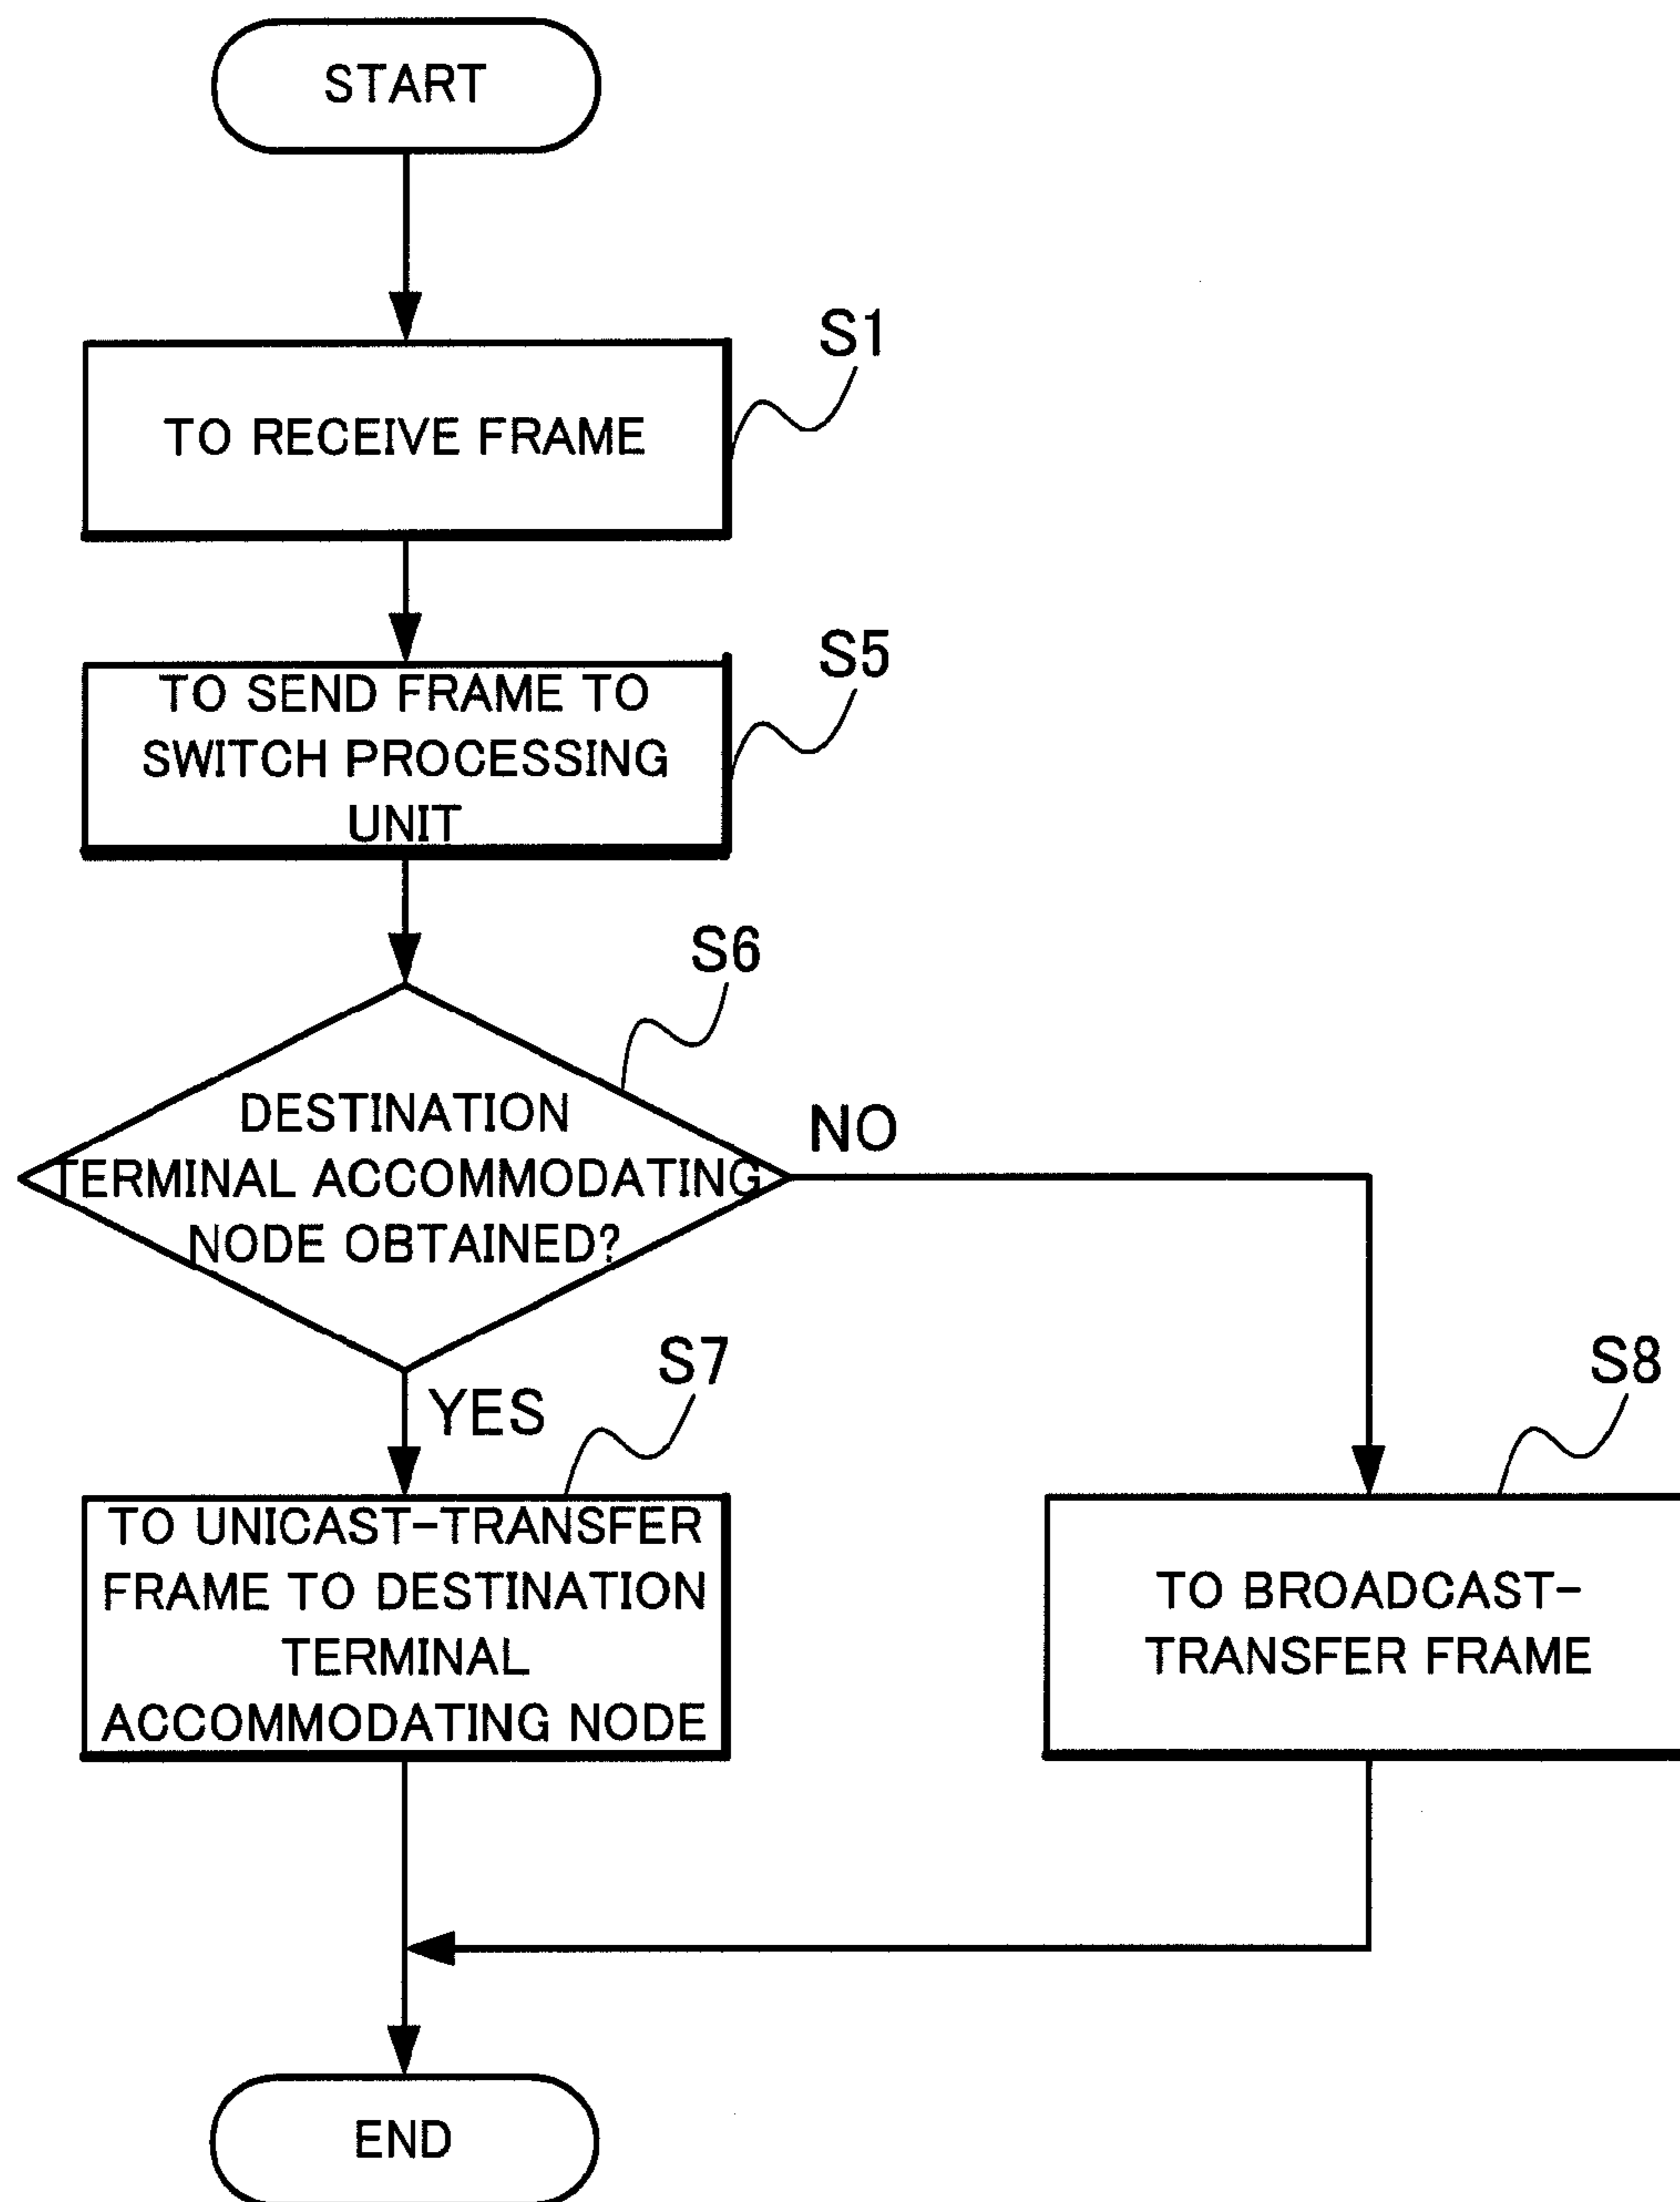 START
S1
TO RECEIVE FRAME
S5
TO SEND FRAME TO
SWITCH PROCESSING
UNIT
S6
DESTINATION
TERMINAL ACCOMMODATING
NODE OBTAINED?
NO
YES
S7
TO UNICAST-TRANSFER
FRAME TO DESTINATION
TERMINAL
ACCOMMODATING NODE
S8
TO BROADCAST-
TRANSFER FRAME
END